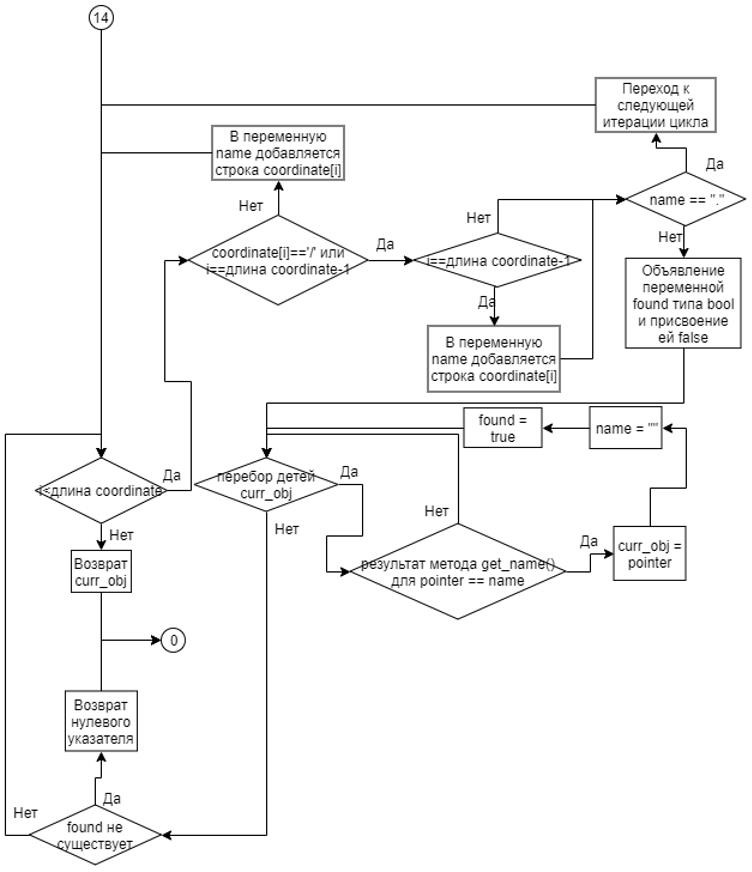 14
Переход к
следующей
итерации цикла
В переменную
name добавляется
строка coordinate[i]
Да
Нет
name == "."
coordinate[i]=='/' или
i==длина coordinate-1
Да
Нет
i==длина coordinate-1
Нет
Объявление
переменной
found типа bool
и присвоение
ей false
Да
В переменную
name добавляется
строка coordinate[i]
found =
true
name = ""
i<длина coordinate
Да
перебор детей
curr_obj
Да
Нет
Нет
Нет
результат метода get_name()
для pointer == name
Да
curr_obj =
pointer
Возврат
curr_obj
0
Возврат
нулевого
указателя
Да
Нет
found не
существует